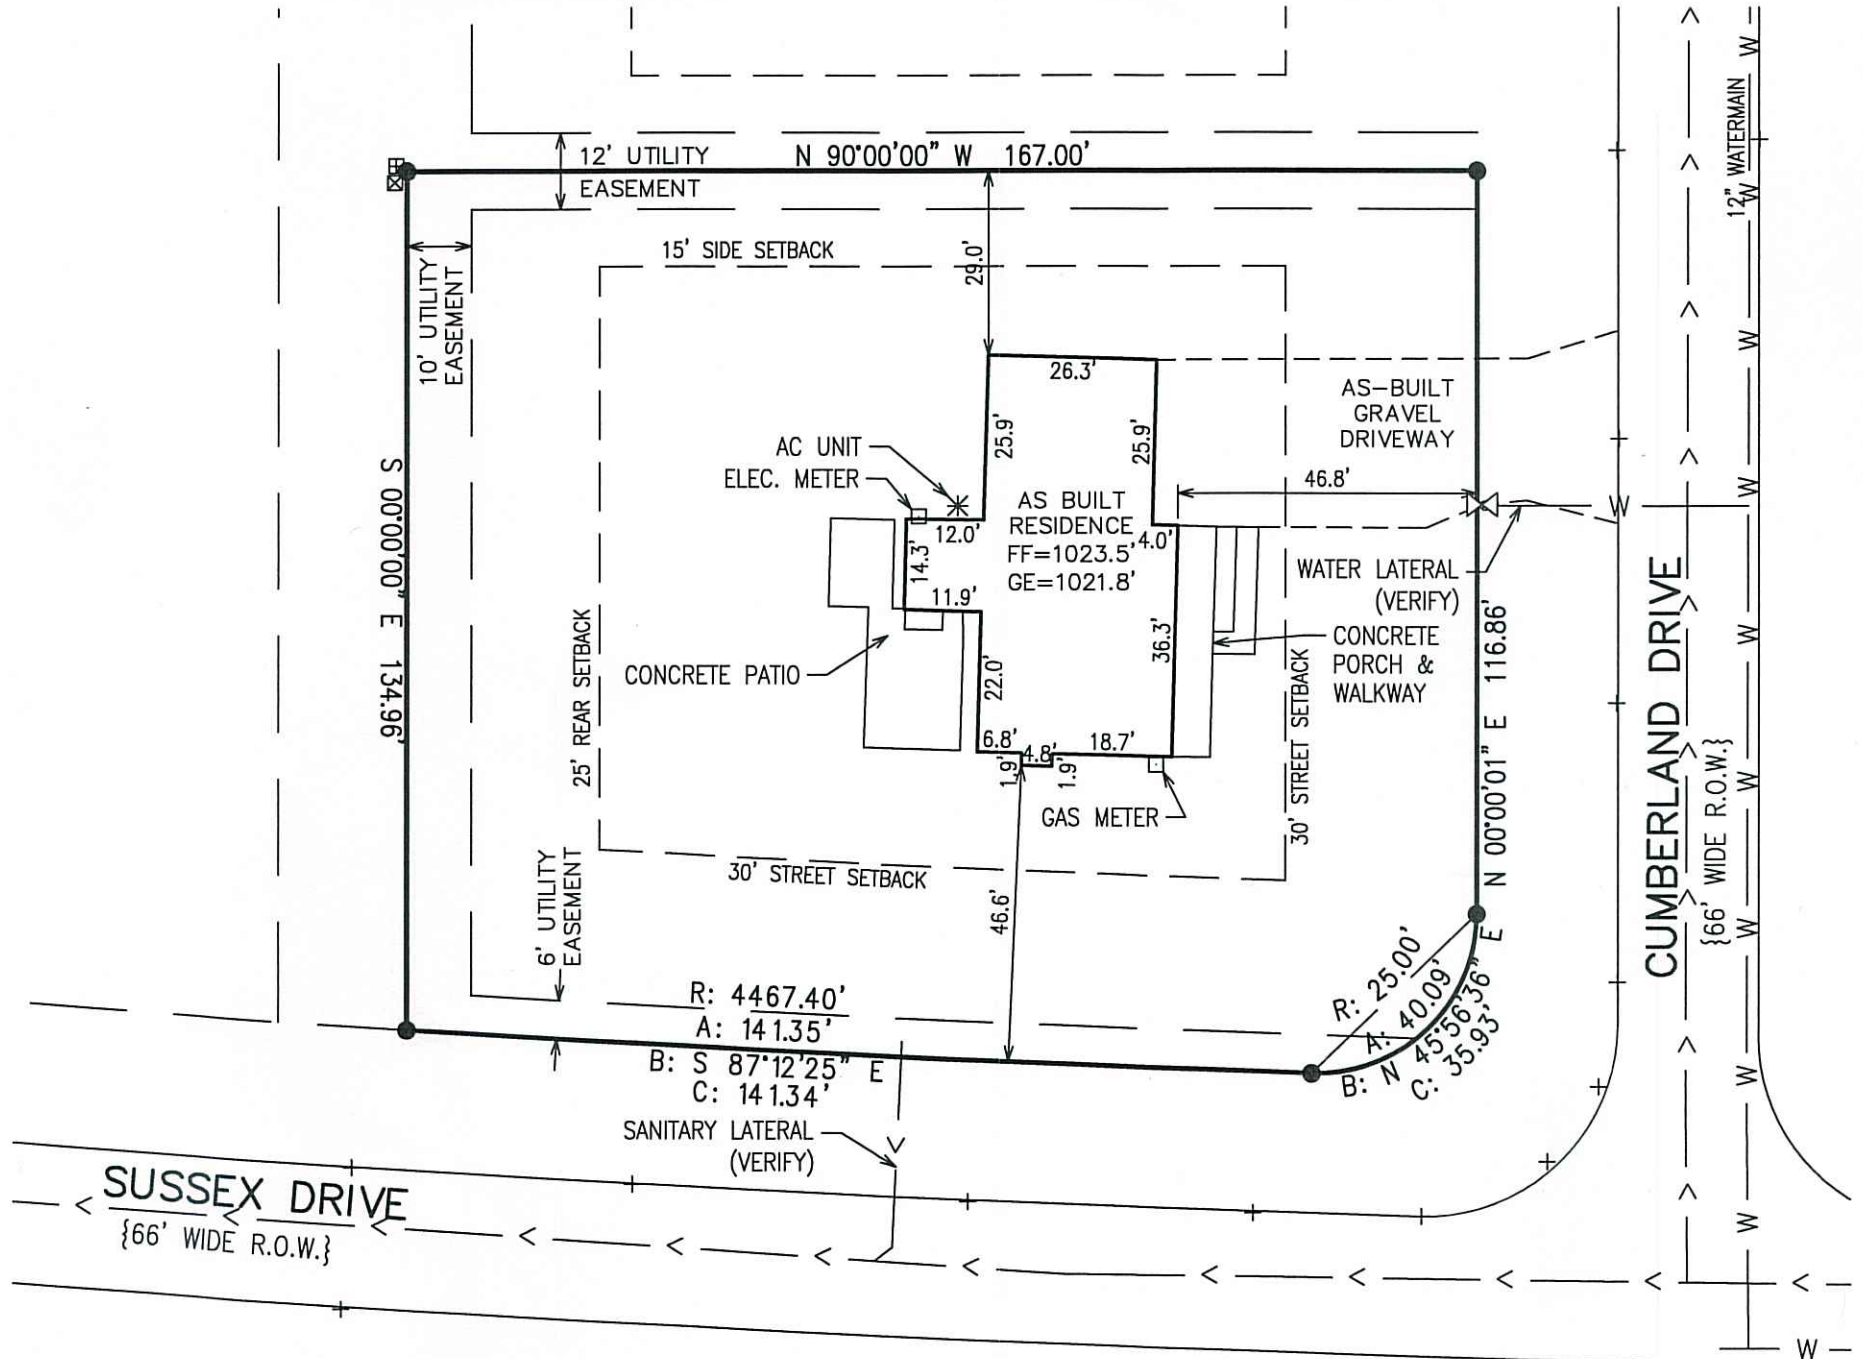 12' UTILITY
EASEMENT
N 90°00'00" W 167.00'
12" WATERMAIN
15' SIDE SETBACK
29.0'
10' UTILITY
EASEMENT
26.3'
AS-BUILT
GRAVEL
DRIVEWAY
25.9'
25.9'
AC UNIT
ELEC. METER
46.8'
S 00°00'00" E 134.96'
AS BUILT
RESIDENCE
FF=1023.5'
GE=1021.8'
4.0'
12.0'
14.3'
11.9'
WATER LATERAL
(VERIFY)
CONCRETE
PORCH &
WALKWAY
36.3'
N 00°00'01" E 116.86'
CONCRETE PATIO
22.0'
25' REAR SETBACK
30' STREET SETBACK
6.8'
4.8'
18.7'
1.9'
1.9'
GAS METER
CUMBERLAND DRIVE
{66' WIDE R.O.W.}
30' STREET SETBACK
6' UTILITY
EASEMENT
46.6'
R: 4467.40'
A: 141.35'
B: S 87°12'25" E
C: 141.34'
R: 25.00'
A: 40.09'
B: N 45°56'36" E
C: 35.93'
SANITARY LATERAL
(VERIFY)
SUSSEX DRIVE
{66' WIDE R.O.W.}
W
W
W
W
W
W
W
W
W
W
W
W